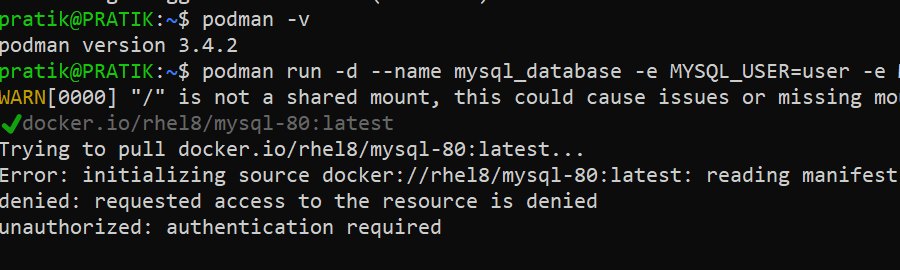 pratik@PRATIK:~$ podman -v
podman version 3.4.2
pratik@PRATIK:~$ podman run -d --name mysql_database -e MYSQL_USER=user -e
WARN[0000] "/" is not a shared mount, this could cause issues or missing mou
✔docker.io/rhel8/mysql-80:latest
Trying to pull docker.io/rhel8/mysql-80:latest...
Error: initializing source docker://rhel8/mysql-80:latest: reading manifest
denied: requested access to the resource is denied
unauthorized: authentication required